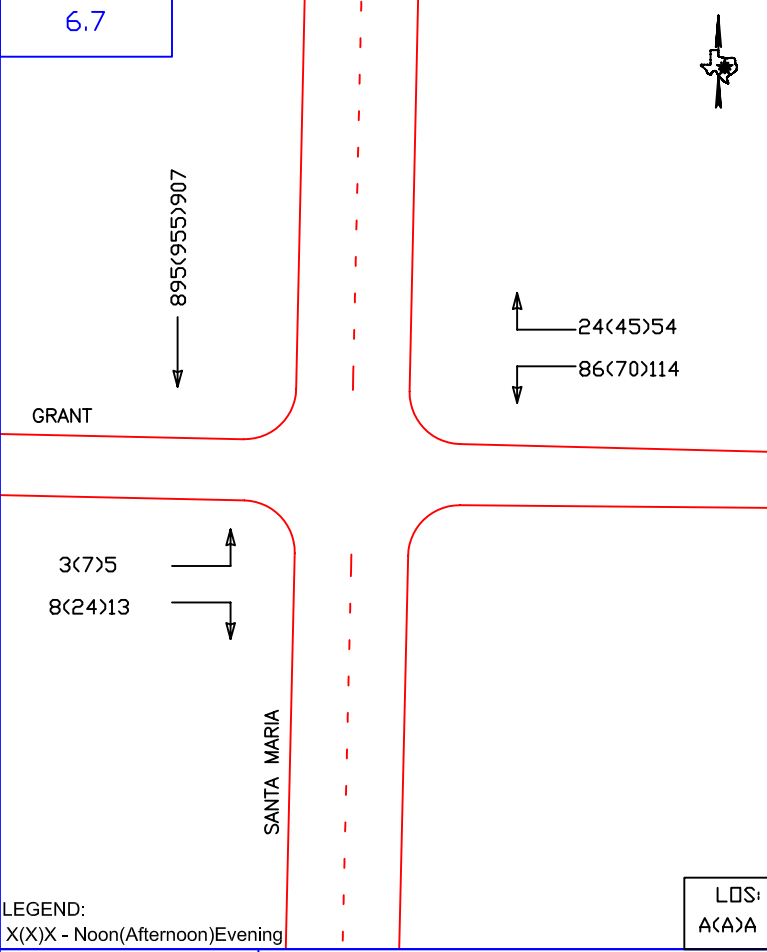 6.7
895(955)907
24(45)54
86(70)114
GRANT
3(7)5
8(24)13
SANTA MARIA
LEGEND:
X(X)X - Noon(Afternoon)Evening
LOS:
A(A)A